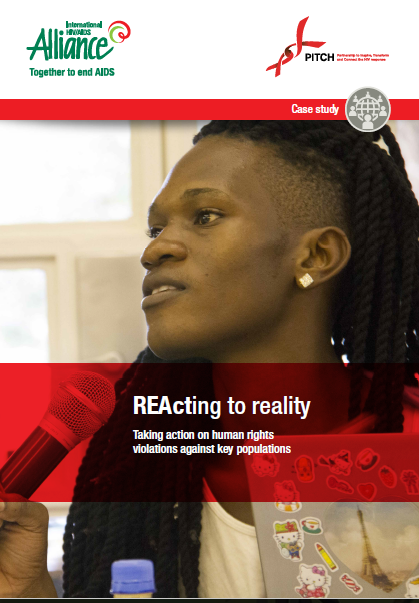 International
HIV/AIDS
Alliance
Together to end AIDS
PITCH
Partnership to Inspire, Transform
and Connect the HIV response
Case study
REActing to reality
Taking action on human rights
violations against key populations